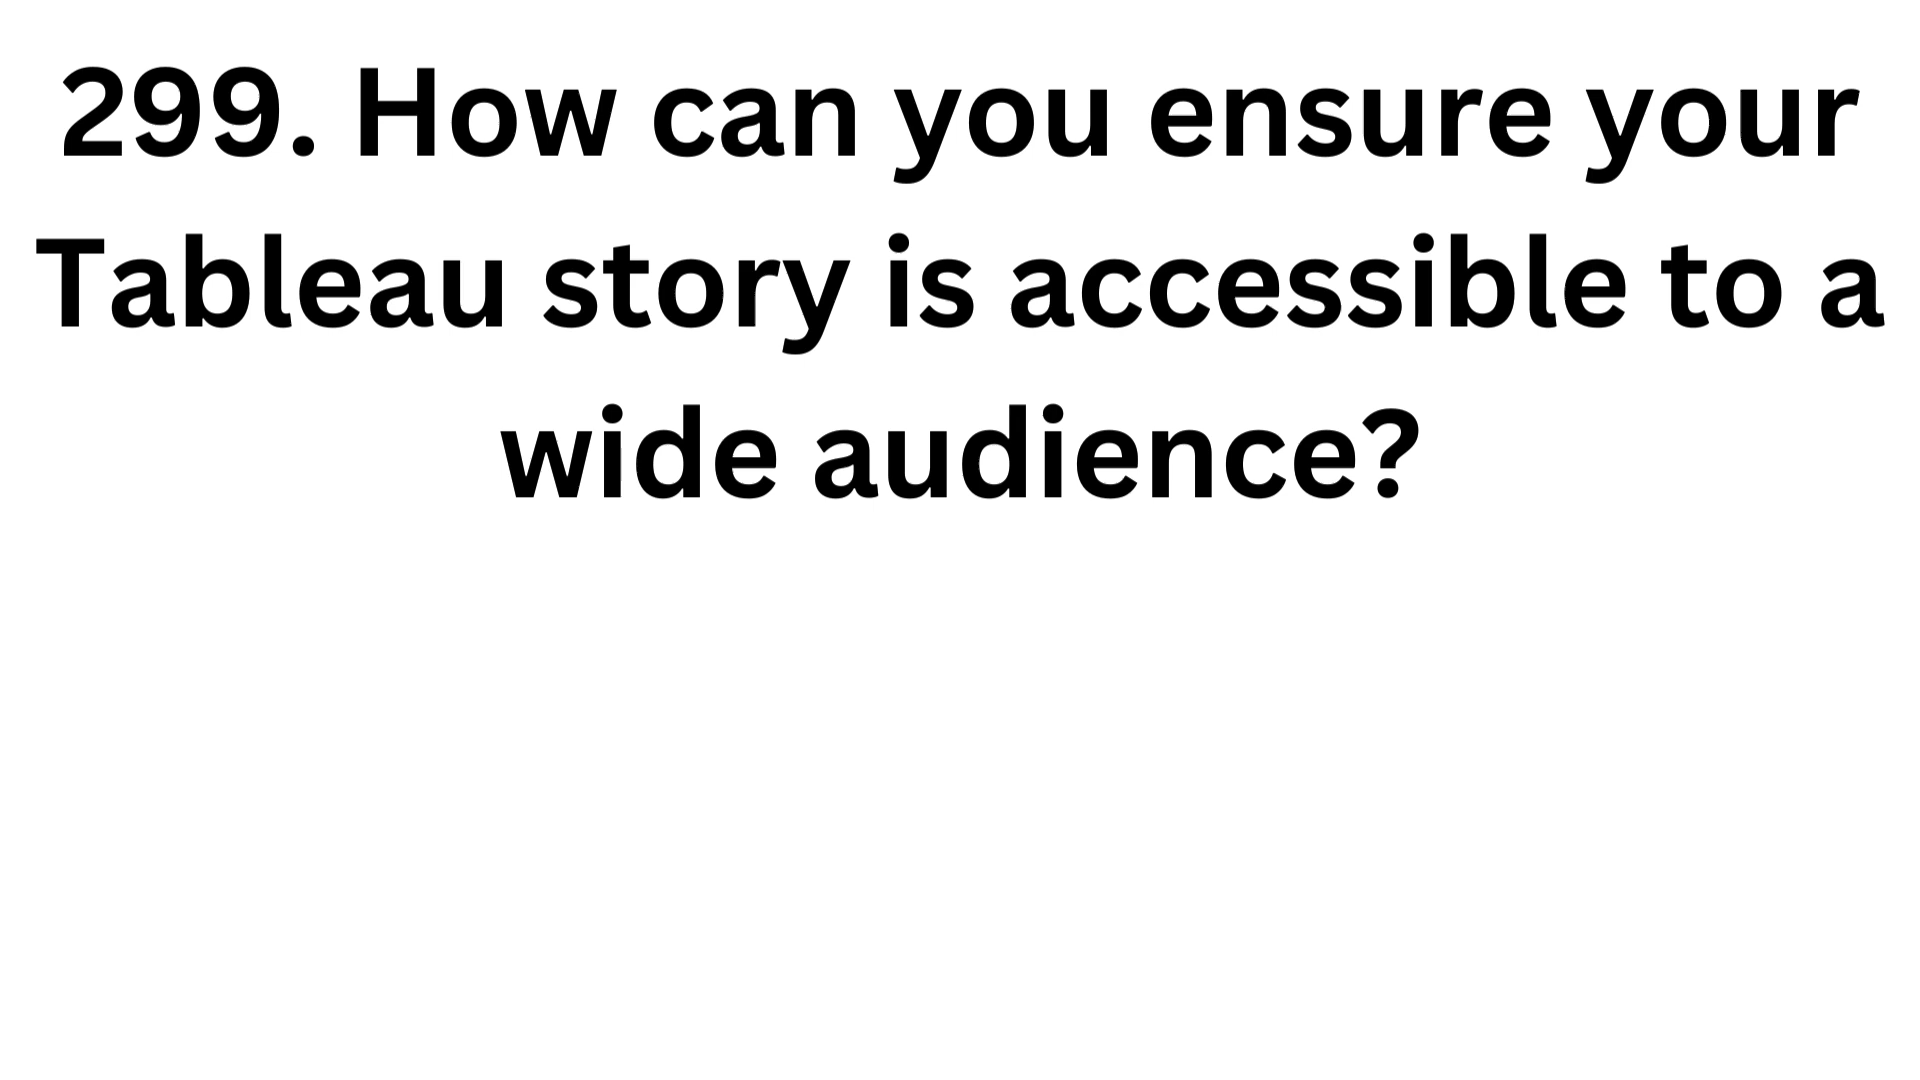 299. How can you ensure your
Tableau story is accessible to a
wide audience?